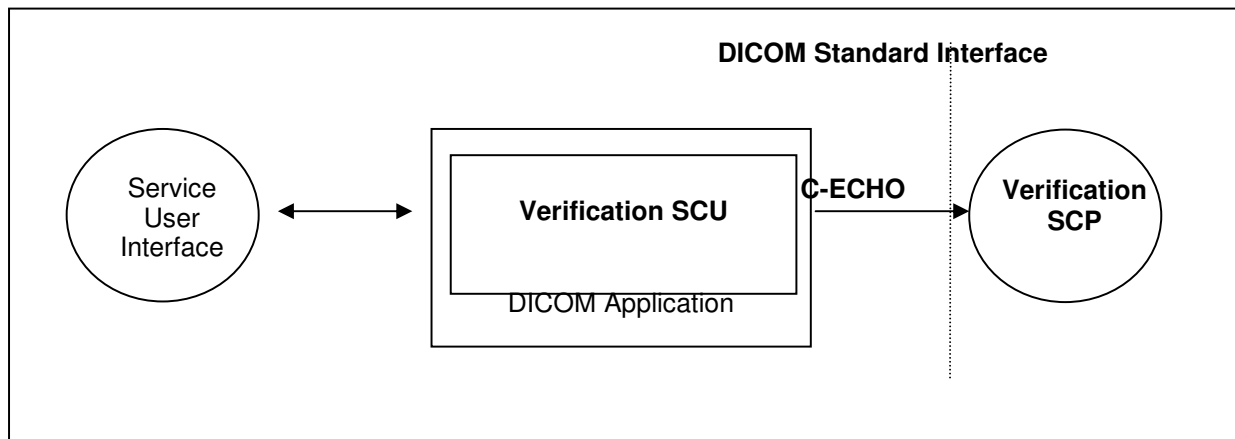 DICOM Standard Interface
Service
User
Interface
Verification SCU
DICOM Application
C-ECHO
Verification
SCP